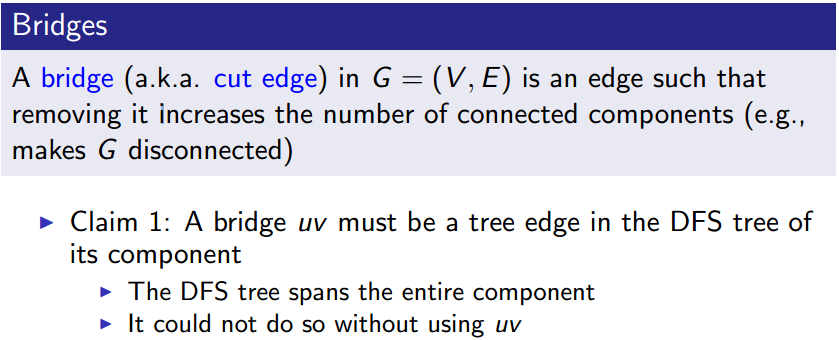 Bridges
A bridge (a.k.a. cut edge) in G = (V, E) is an edge such that
removing it increases the number of connected components (e.g.,
makes G disconnected)
▶ Claim 1: A bridge uv must be a tree edge in the DFS tree of
its component
▶ The DFS tree spans the entire component
▶ It could not do so without using uv